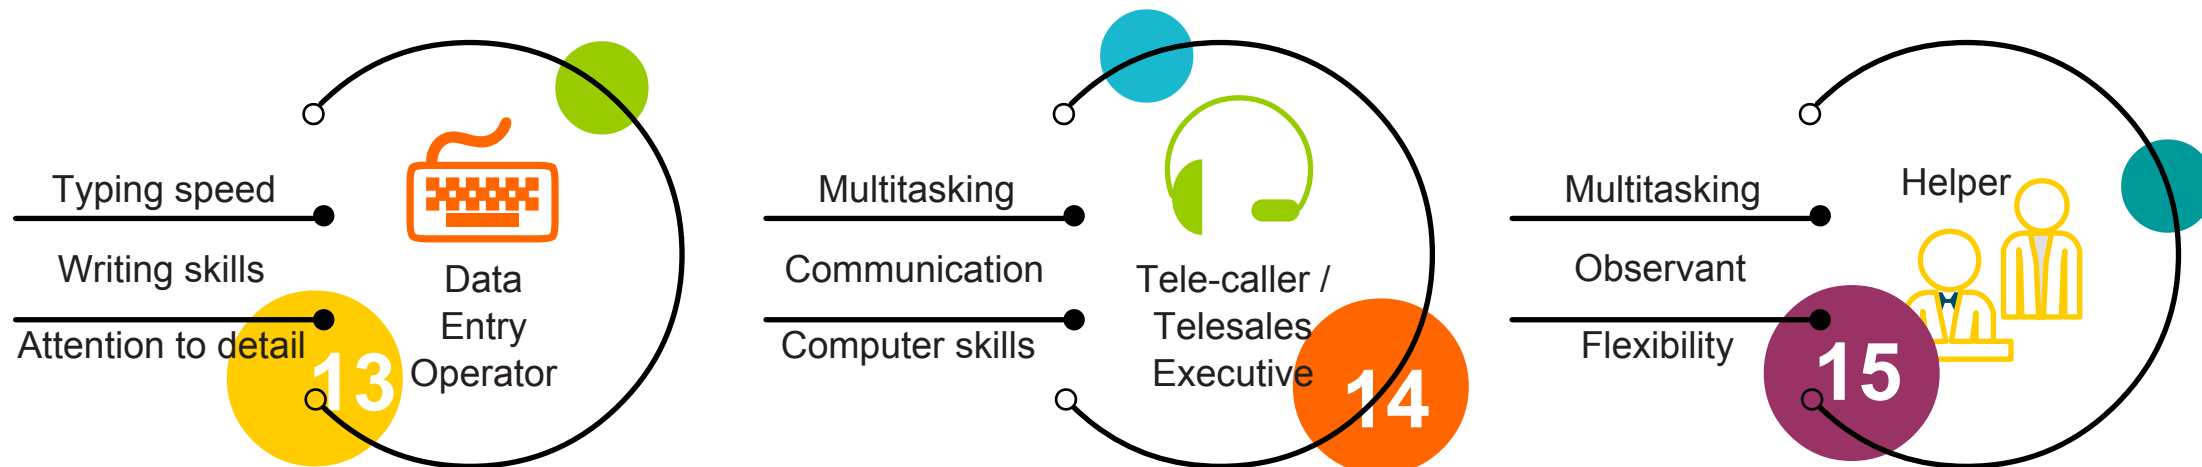 Typing speed
Writing skills
Attention to detail
13
Data
Entry
Operator
Multitasking
Communication
Computer skills
Tele-caller /
Telesales
Executive
14
Multitasking
Observant
Flexibility
15
Helper